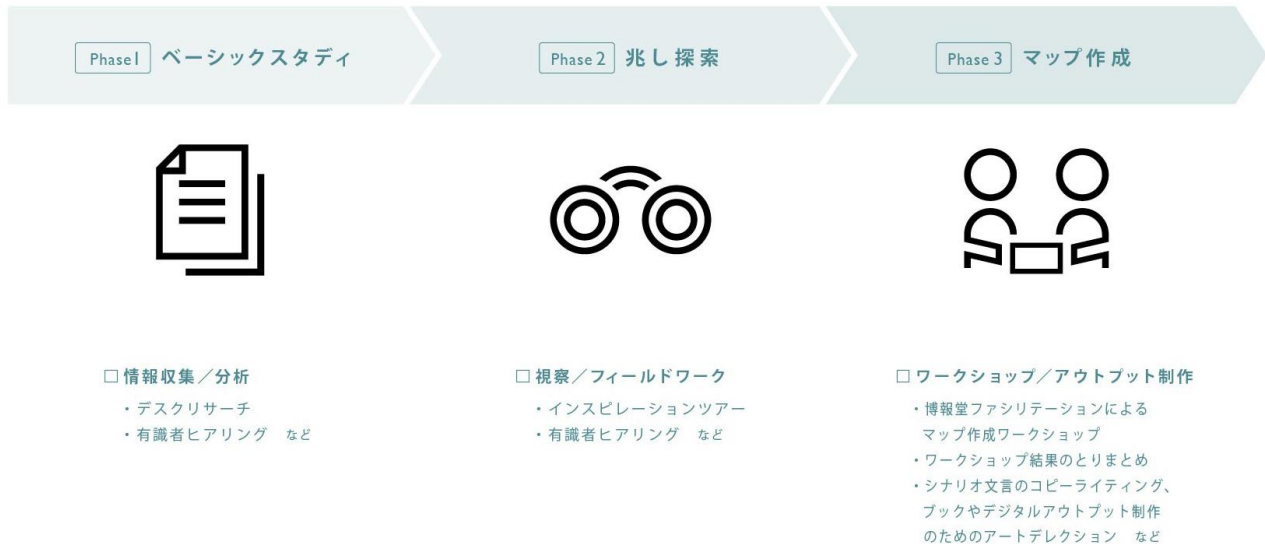 Phase1 ベーシックスタディ
Phase 2 兆し探索
Phase 3 マップ作成
□ 情報収集／分析
・デスクリサーチ
・有識者ヒアリング など
□ 視察／フィールドワーク
・インスピレーションツアー
・有識者ヒアリング など
□ ワークショップ／アウトプット制作
・博報堂ファシリテーションによる
マップ作成ワークショップ
・ワークショップ結果のとりまとめ
・シナリオ文言のコピーライティング、
ブックやデジタルアウトプット制作
のためのアートデレクション など